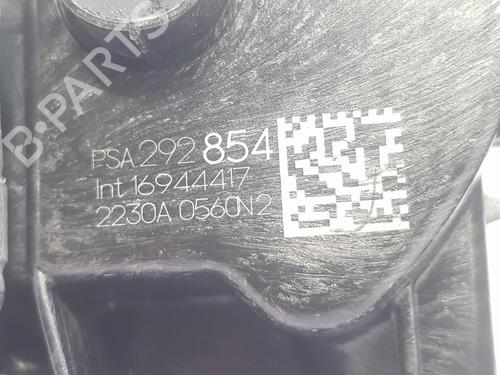 B-PARTS
PSA 292 854
Int 16944417
2230A 0560N2